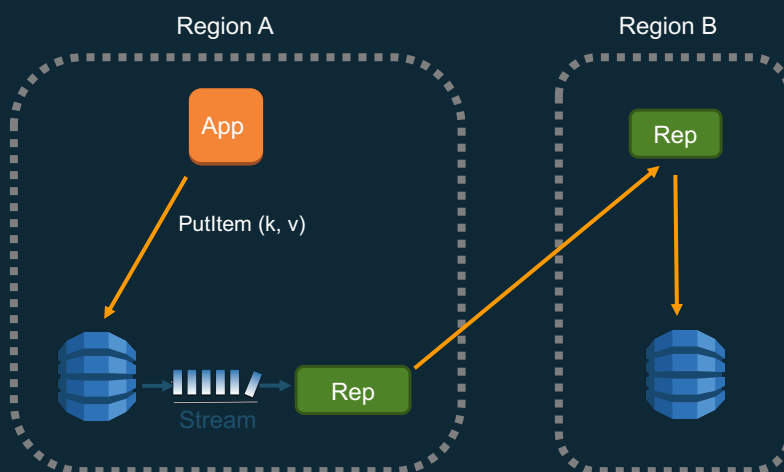 Region A
Region B
App
Rep
PutItem (k, v)
Rep
Stream